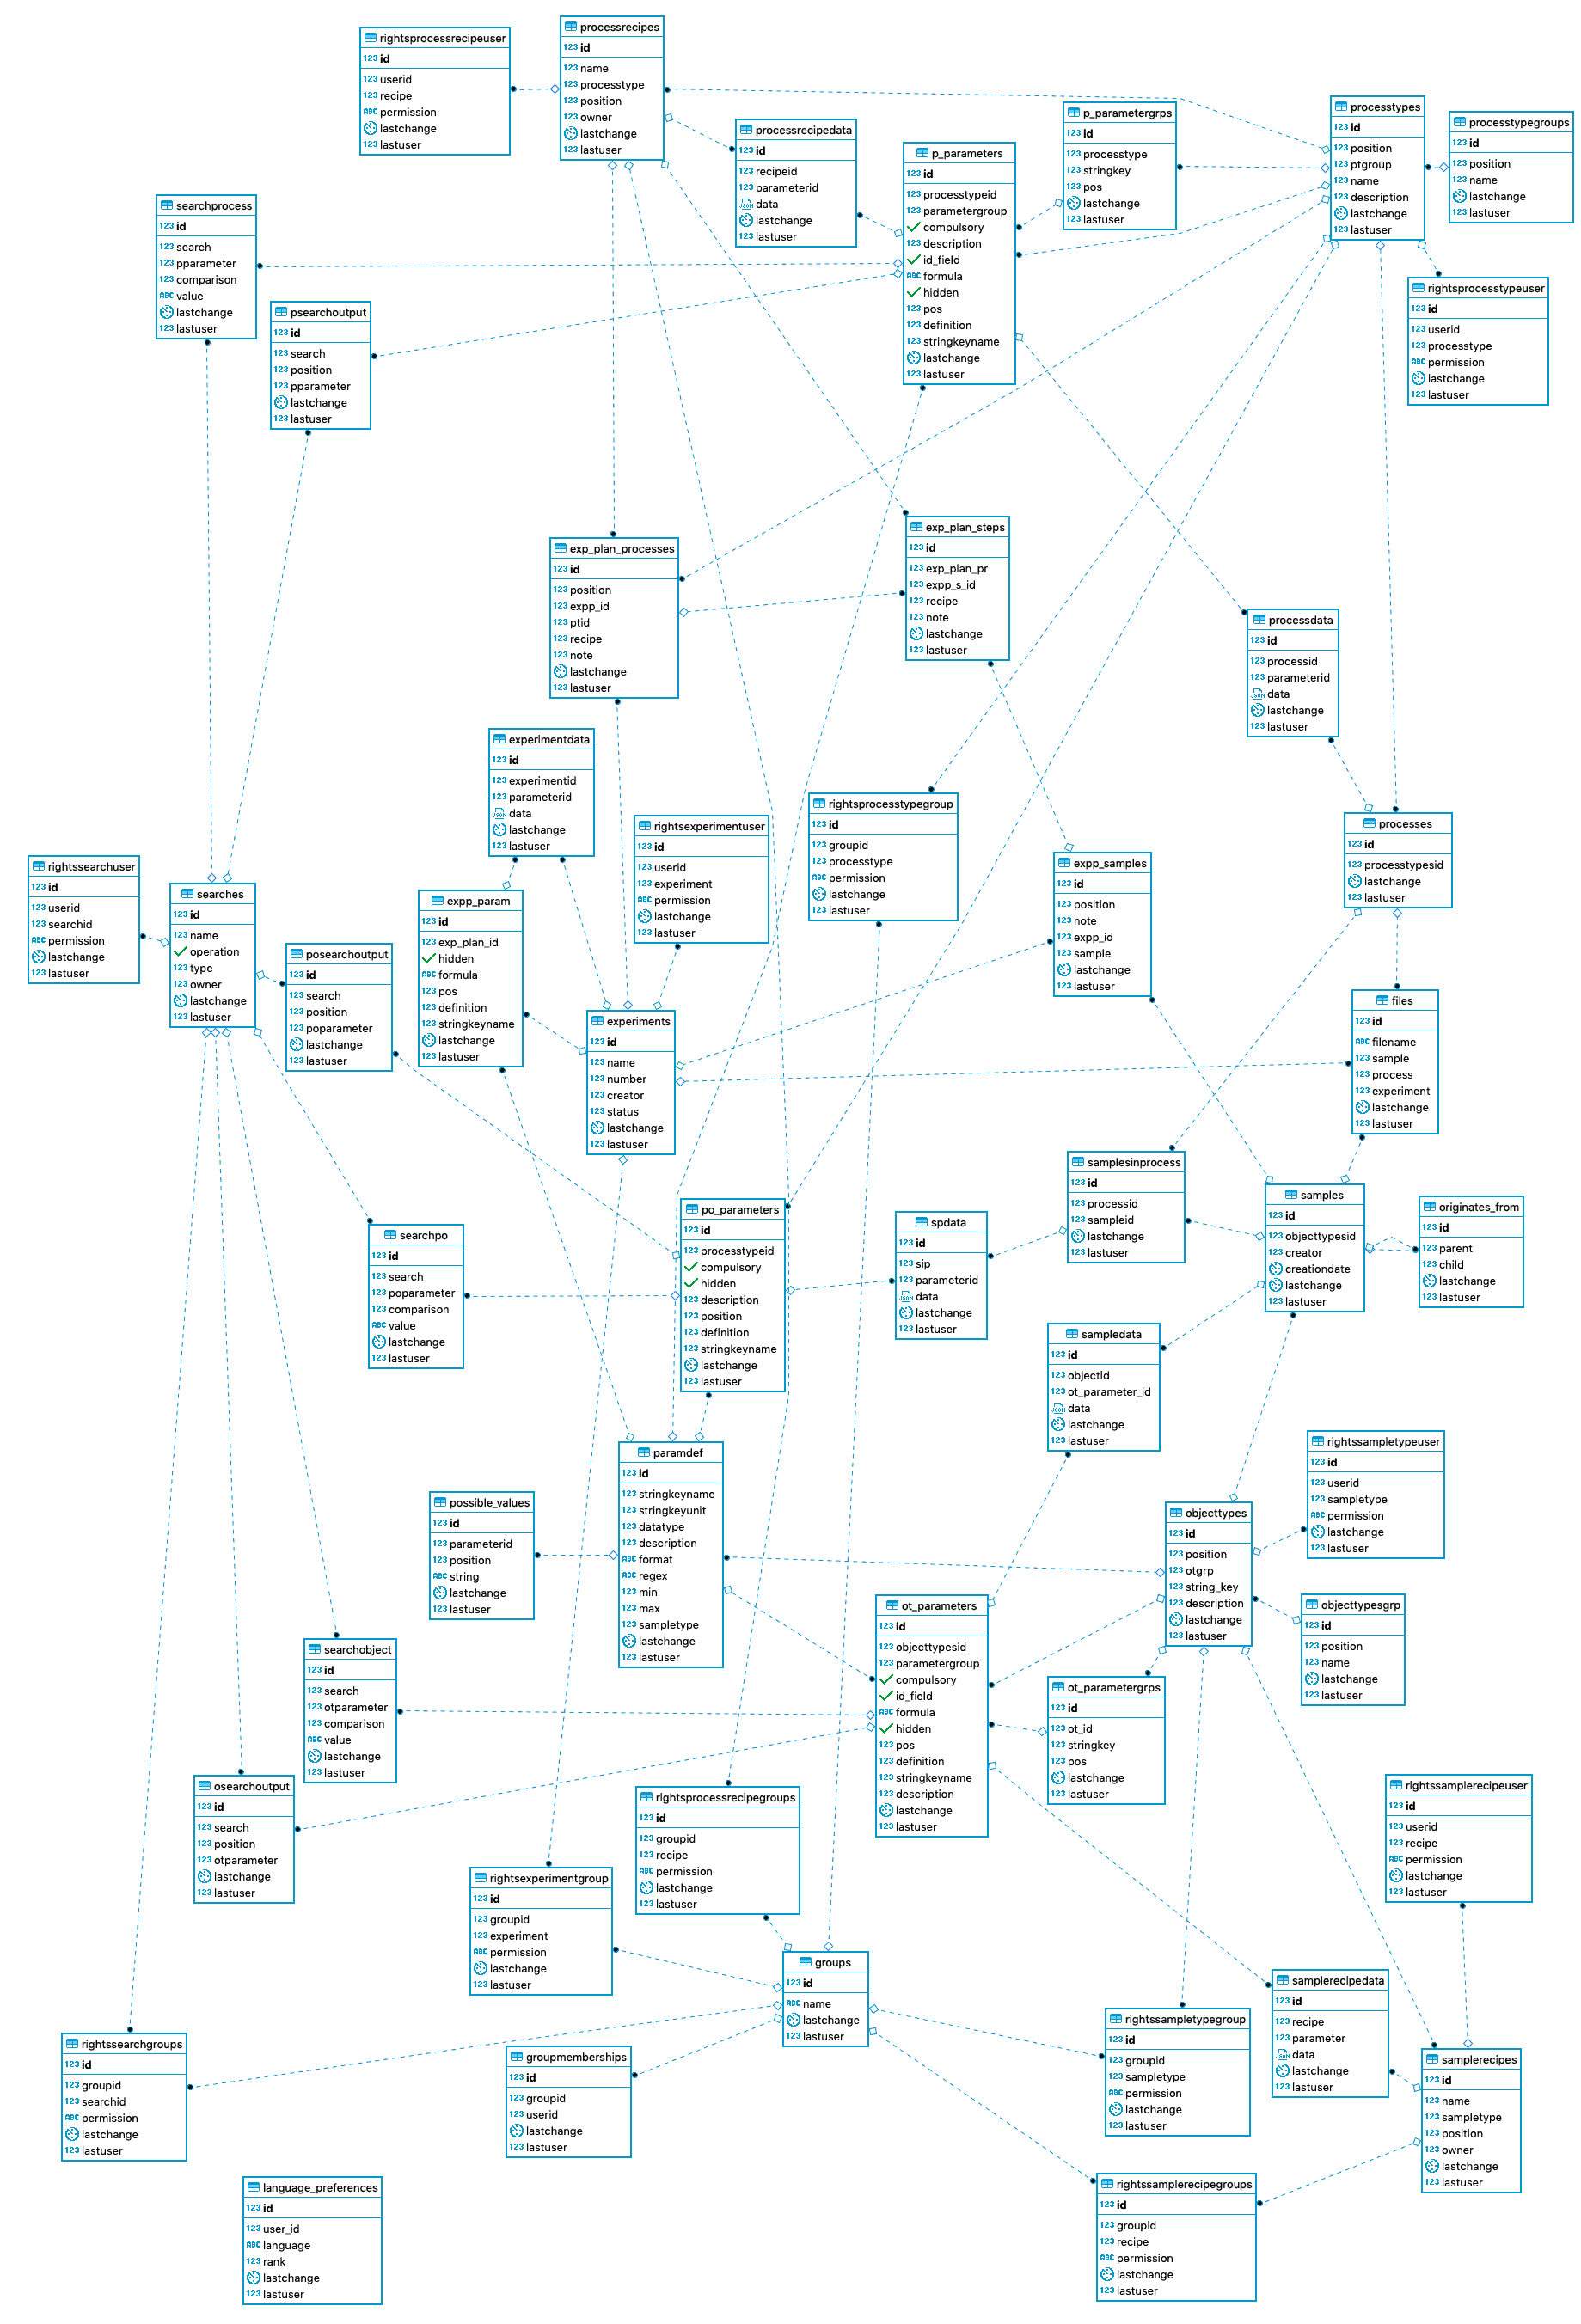 processrecipes
123 id
123 name
123 processtype
123 position
123 owner
lastchange
123 lastuser
rightsprocessrecipeuser
123 id
123 userid
123 recipe
ABC permission
lastchange
123 lastuser
processrecipedata
123 id
123 recipeid
123 parameterid
JSON data
lastchange
123 lastuser
p_parameters
123 id
123 processtypeid
123 parametergroup
compulsory
123 description
id_field
ABC formula
hidden
123 pos
123 definition
123 stringkeyname
lastchange
123 lastuser
p_parametergrps
123 id
123 processtype
123 stringkey
123 pos
lastchange
123 lastuser
processtypes
123 id
123 position
123 ptgroup
123 name
123 description
lastchange
123 lastuser
processtypegroups
123 id
123 position
123 name
lastchange
123 lastuser
searchprocess
123 id
123 search
123 pparameter
123 comparison
ABC value
lastchange
123 lastuser
psearchoutput
123 id
123 search
123 position
123 pparameter
lastchange
123 lastuser
rightsprocesstypeuser
123 id
123 userid
123 processtype
ABC permission
lastchange
123 lastuser
exp_plan_processes
123 id
123 position
123 expp_id
123 ptid
123 recipe
123 note
lastchange
123 lastuser
exp_plan_steps
123 id
123 exp_plan_pr
123 expp_s_id
123 recipe
123 note
lastchange
123 lastuser
processdata
123 id
123 processid
123 parameterid
JSON data
lastchange
123 lastuser
experimentdata
123 id
123 experimentid
123 parameterid
JSON data
lastchange
123 lastuser
rightsexperimentuser
123 id
123 userid
123 experiment
ABC permission
lastchange
123 lastuser
rightsprocesstypegroup
123 id
123 groupid
123 processtype
ABC permission
lastchange
123 lastuser
processes
123 id
123 processtypesid
lastchange
123 lastuser
rightssearchuser
123 id
123 userid
123 searchid
ABC permission
lastchange
123 lastuser
searches
123 id
123 name
operation
123 type
123 owner
lastchange
123 lastuser
expp_param
123 id
123 exp_plan_id
hidden
ABC formula
123 pos
123 definition
123 stringkeyname
lastchange
123 lastuser
expp_samples
123 id
123 position
123 note
123 expp_id
123 sample
lastchange
123 lastuser
posearchoutput
123 id
123 search
123 position
123 poparameter
lastchange
123 lastuser
experiments
123 id
123 name
123 number
123 creator
123 status
lastchange
123 lastuser
files
123 id
ABC filename
123 sample
123 process
123 experiment
lastchange
123 lastuser
samplesinprocess
123 id
123 processid
123 sampleid
lastchange
123 lastuser
samples
123 id
123 objecttypesid
123 creator
creationdate
lastchange
123 lastuser
originates_from
123 id
123 parent
123 child
lastchange
123 lastuser
po_parameters
123 id
123 processtypeid
compulsory
hidden
123 description
123 position
123 definition
123 stringkeyname
lastchange
123 lastuser
spdata
123 id
123 sip
123 parameterid
JSON data
lastchange
123 lastuser
searchpo
123 id
123 search
123 poparameter
123 comparison
ABC value
lastchange
123 lastuser
sampledata
123 id
123 objectid
123 ot_parameter_id
JSON data
lastchange
123 lastuser
paramdef
123 id
123 stringkeyname
123 stringkeyunit
123 datatype
123 description
ABC format
ABC regex
123 min
123 max
123 sampletype
lastchange
123 lastuser
possible_values
123 id
123 parameterid
123 position
ABC string
lastchange
123 lastuser
rightssampletypeuser
123 id
123 userid
123 sampletype
ABC permission
lastchange
123 lastuser
objecttypes
123 id
123 position
123 otgrp
123 string_key
123 description
lastchange
123 lastuser
objecttypesgrp
123 id
123 position
123 name
lastchange
123 lastuser
ot_parameters
123 id
123 objecttypesid
123 parametergroup
compulsory
id_field
ABC formula
hidden
123 pos
123 definition
123 stringkeyname
123 description
lastchange
123 lastuser
ot_parametergrps
123 id
123 ot_id
123 stringkey
123 pos
lastchange
123 lastuser
searchobject
123 id
123 search
123 otparameter
123 comparison
ABC value
lastchange
123 lastuser
osearchoutput
123 id
123 search
123 position
123 otparameter
lastchange
123 lastuser
rightsprocessrecipegroups
123 id
123 groupid
123 recipe
ABC permission
lastchange
123 lastuser
rightssamplerecipeuser
123 id
123 userid
123 recipe
ABC permission
lastchange
123 lastuser
rightsexperimentgroup
123 id
123 groupid
123 experiment
ABC permission
lastchange
123 lastuser
groups
123 id
ABC name
lastchange
123 lastuser
samplerecipedata
123 id
123 recipe
123 parameter
JSON data
lastchange
123 lastuser
rightssampletypegroup
123 id
123 groupid
123 sampletype
ABC permission
lastchange
123 lastuser
rightssearchgroups
123 id
123 groupid
123 searchid
ABC permission
lastchange
123 lastuser
groupmemberships
123 id
123 groupid
123 userid
lastchange
123 lastuser
samplerecipes
123 id
123 name
123 sampletype
123 position
123 owner
lastchange
123 lastuser
language_preferences
123 id
123 user_id
ABC language
123 rank
lastchange
123 lastuser
rightssamplerecipegroups
123 id
123 groupid
123 recipe
ABC permission
lastchange
123 lastuser